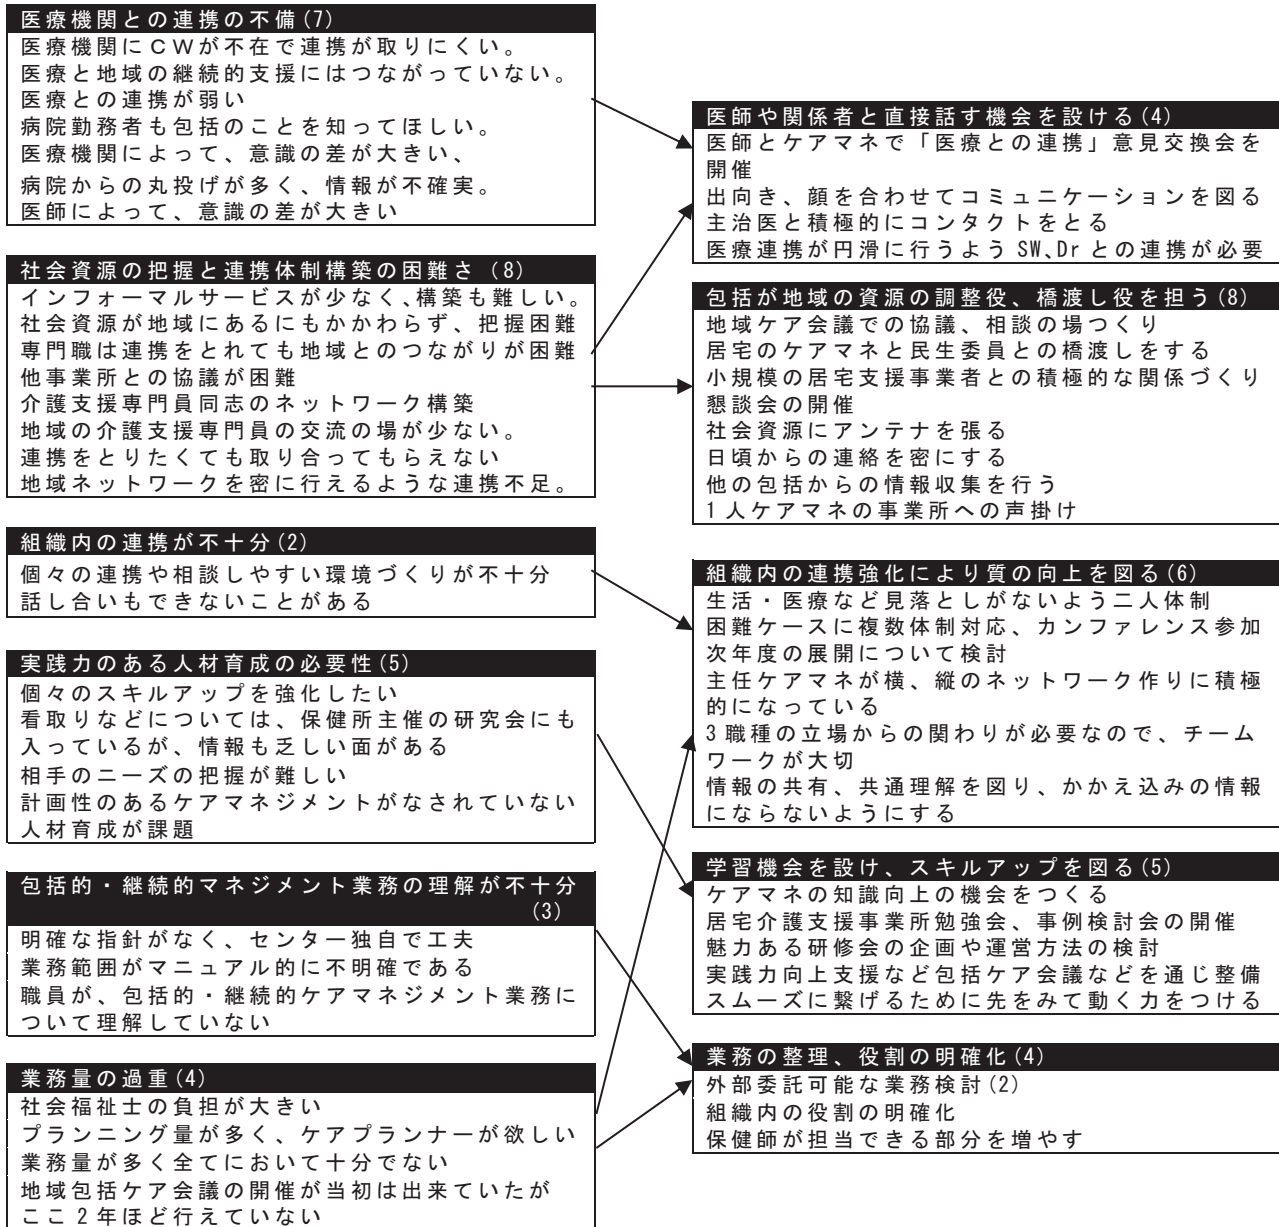 医療機関との連携の不備(7)
医療機関にＣＷが不在で連携が取りにくい。
医療と地域の継続的支援にはつながっていない。
医療との連携が弱い
病院勤務者も包括のことを知ってほしい。
医療機関によって、意識の差が大きい、
病院からの丸投げが多く、情報が不確実。
医師によって、意識の差が大きい
社会資源の把握と連携体制構築の困難さ (8)
インフォーマルサービスが少なく、構築も難しい。
社会資源が地域にあるにもかかわらず、把握困難
専門職は連携をとれても地域とのつながりが困難
他事業所との協議が困難
介護支援専門員同志のネットワーク構築
地域の介護支援専門員の交流の場が少ない。
連携をとりたくても取り合ってもらえない
地域ネットワークを密に行えるような連携不足。
組織内の連携が不十分(2)
個々の連携や相談しやすい環境づくりが不十分
話し合いもできないことがある
実践力のある人材育成の必要性(5)
個々のスキルアップを強化したい
看取りなどについては、保健所主催の研究会にも
入っているが、情報も乏しい面がある
相手のニーズの把握が難しい
計画性のあるケアマネジメントがなされていない
人材育成が課題
包括的・継続的マネジメント業務の理解が不十分
(3)
明確な指針がなく、センター独自で工夫
業務範囲がマニュアル的に不明確である
職員が、包括的・継続的ケアマネジメント業務に
ついて理解していない
業務量の過重(4)
社会福祉士の負担が大きい
プランニング量が多く、ケアプランナーが欲しい
業務量が多く全てにおいて十分でない
地域包括ケア会議の開催が当初は出来ていたが
ここ２年ほど行えていない
医師や関係者と直接話す機会を設ける(4)
医師とケアマネで「医療との連携」意見交換会を
開催
出向き、顔を合わせてコミュニケーションを図る
主治医と積極的にコンタクトをとる
医療連携が円滑に行うよう SW、Dr との連携が必要
包括が地域の資源の調整役、橋渡し役を担う(8)
地域ケア会議での協議、相談の場つくり
居宅のケアマネと民生委員との橋渡しをする
小規模の居宅支援事業者との積極的な関係づくり
懇談会の開催
社会資源にアンテナを張る
日頃からの連絡を密にする
他の包括からの情報収集を行う
１人ケアマネの事業所への声掛け
組織内の連携強化により質の向上を図る(6)
生活・医療など見落としがないよう二人体制
困難ケースに複数体制対応、カンファレンス参加
次年度の展開について検討
主任ケアマネが横、縦のネットワーク作りに積極
的になっている
３職種の立場からの関わりが必要なので、チーム
ワークが大切
情報の共有、共通理解を図り、かかえ込みの情報
にならないようにする
学習機会を設け、スキルアップを図る(5)
ケアマネの知識向上の機会をつくる
居宅介護支援事業所勉強会、事例検討会の開催
魅力ある研修会の企画や運営方法の検討
実践力向上支援など包括ケア会議などを通じ整備
スムーズに繋げるために先をみて動く力をつける
業務の整理、役割の明確化(4)
外部委託可能な業務検討(2)
組織内の役割の明確化
保健師が担当できる部分を増やす